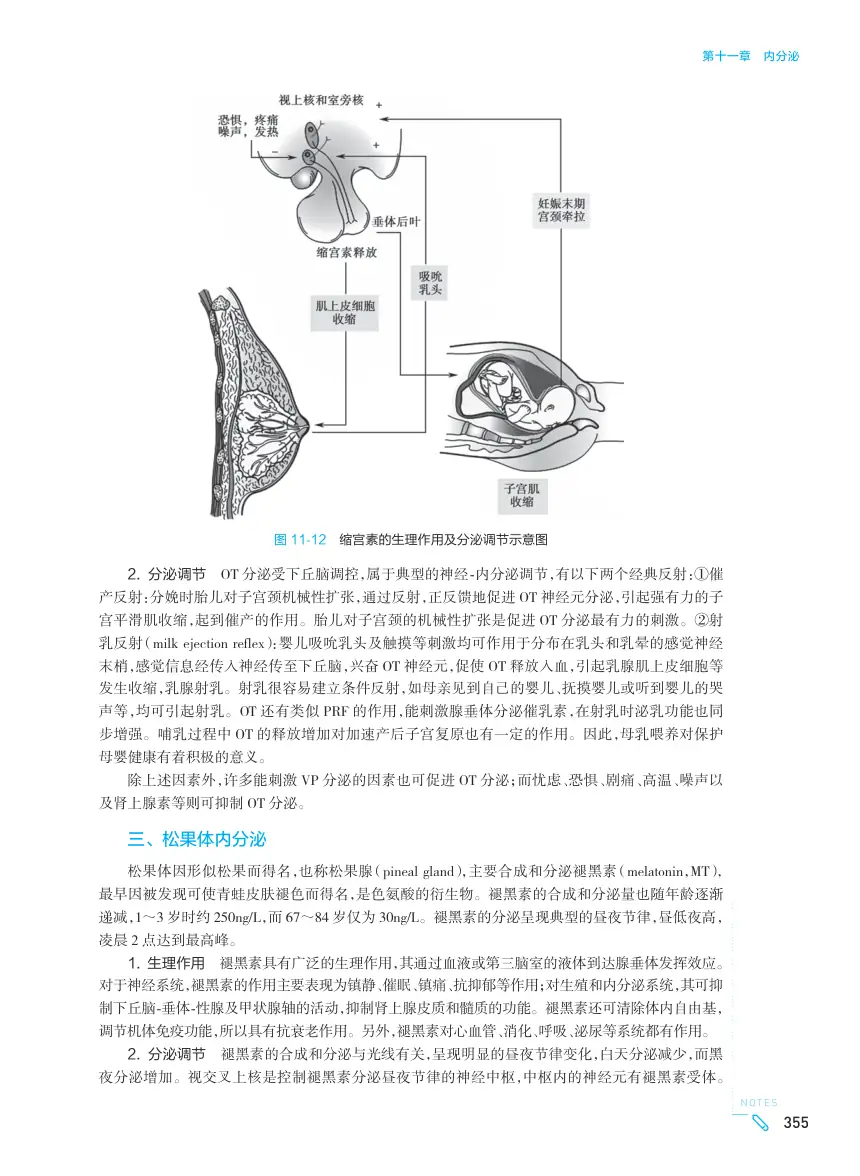 第十一章 内分泌
视上核和室旁核
+
恐惧，疼痛
噪声，发热
−
+
妊娠末期
宫颈牵拉
垂体后叶
缩宫素释放
吸吮
乳头
肌上皮细胞
收缩
子宫肌
收缩
图 11-12 缩宫素的生理作用及分泌调节示意图
2. 分泌调节 OT 分泌受下丘脑调控，属于典型的神经-内分泌调节，有以下两个经典反射：①催
产反射：分娩时胎儿对子宫颈机械性扩张，通过反射，正反馈地促进 OT 神经元分泌，引起强有力的子
宫平滑肌收缩，起到催产的作用。胎儿对子宫颈的机械性扩张是促进 OT 分泌最有力的刺激。②射
乳反射（milk ejection reflex）：婴儿吸吮乳头及触摸等刺激均可作用于分布在乳头和乳晕的感觉神经
末梢，感觉信息经传入神经传至下丘脑，兴奋 OT 神经元，促使 OT 释放入血，引起乳腺肌上皮细胞等
发生收缩，乳腺射乳。射乳很容易建立条件反射，如母亲见到自己的婴儿、抚摸婴儿或听到婴儿的哭
声等，均可引起射乳。OT 还有类似 PRF 的作用，能刺激腺垂体分泌催乳素，在射乳时泌乳功能也同
步增强。哺乳过程中 OT 的释放增加对加速产后子宫复原也有一定的作用。因此，母乳喂养对保护
母婴健康有着积极的意义。
除上述因素外，许多能刺激 VP 分泌的因素也可促进 OT 分泌；而忧虑、恐惧、剧痛、高温、噪声以
及肾上腺素等则可抑制 OT 分泌。
三、松果体内分泌
松果体因形似松果而得名，也称松果腺（pineal gland），主要合成和分泌褪黑素（melatonin，MT），
最早因被发现可使青蛙皮肤褪色而得名，是色氨酸的衍生物。褪黑素的合成和分泌量也随年龄逐渐
递减，1～3 岁时约 250ng/L，而 67～84 岁仅为 30ng/L。褪黑素的分泌呈现典型的昼夜节律，昼低夜高，
凌晨 2 点达到最高峰。
1. 生理作用 褪黑素具有广泛的生理作用，其通过血液或第三脑室的液体到达腺垂体发挥效应。
对于神经系统，褪黑素的作用主要表现为镇静、催眠、镇痛、抗抑郁等作用；对生殖和内分泌系统，其可抑
制下丘脑-垂体-性腺及甲状腺轴的活动，抑制肾上腺皮质和髓质的功能。褪黑素还可清除体内自由基，
调节机体免疫功能，所以具有抗衰老作用。另外，褪黑素对心血管、消化、呼吸、泌尿等系统都有作用。
2. 分泌调节 褪黑素的合成和分泌与光线有关，呈现明显的昼夜节律变化，白天分泌减少，而黑
夜分泌增加。视交叉上核是控制褪黑素分泌昼夜节律的神经中枢，中枢内的神经元有褪黑素受体。
NOTES
355